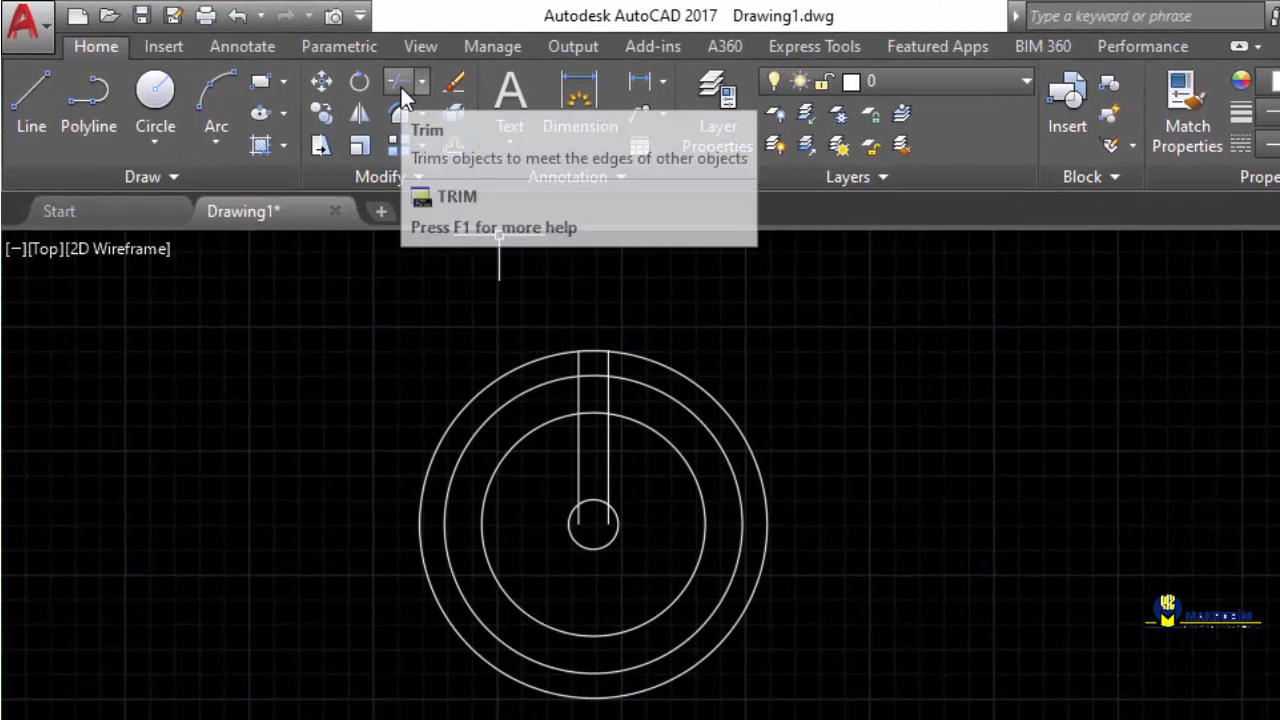 Autodesk AutoCAD 2017 Drawing1.dwg
Type a keyword or phrase
Home Insert Annotate Parametric View Manage Output Add-ins A360 Express Tools Featured Apps BIM 360 Performance
0
Line Polyline Circle Arc Text Dimension Layer Properties Insert Match Properties
Draw Modify Annotation Layers Block Prope
Trim
Trims objects to meet the edges of other objects
TRIM
Press F1 for more help
Start Drawing1*
[−][Top][2D Wireframe]